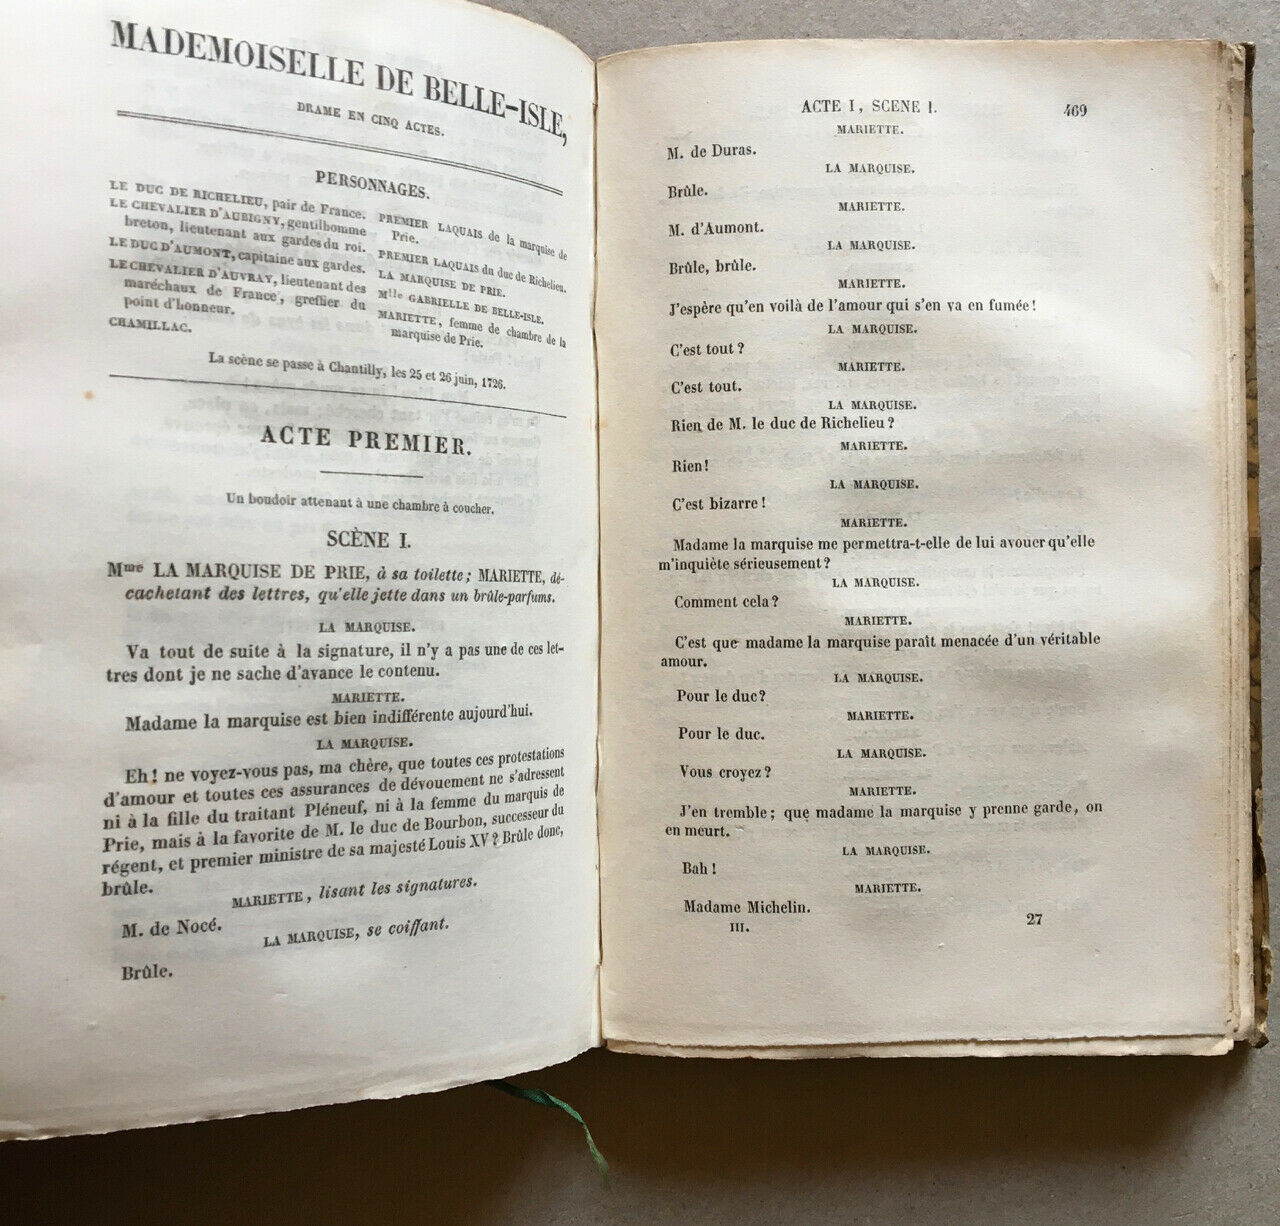 MADEMOISELLE DE BELLE-ISLE,
DRAME EN CINQ ACTES.
PERSONNAGES.
LE DUC DE RICHELIEU, pair de France.
LE CHEVALIER D'AUBIGNY, gentilhomme
breton, lieutenant aux gardes du roi.
LE DUC D'AUMONT, capitaine aux gardes.
LE CHEVALIER D'AUVRAY, lieutenant des
maréchaux de France, greffier du
point d'honneur.
CHAMILLAC.
PREMIER LAQUAIS de la marquise de
Prie.
PREMIER LAQUAIS du duc de Richelieu.
LA MARQUISE DE PRIE.
Mlle GABRIELLE DE BELLE-ISLE.
MARIETTE, femme de chambre de la
marquise de Prie.
La scène se passe à Chantilly, les 25 et 26 juin, 1726.
ACTE PREMIER.
Un boudoir attenant à une chambre à coucher.
SCÈNE I.
Mme LA MARQUISE DE PRIE, à sa toilette; MARIETTE, dé-
cachetant des lettres, qu'elle jette dans un brûle-parfums.
LA MARQUISE.
Va tout de suite à la signature, il n'y a pas une de ces let-
tres dont je ne sache d'avance le contenu.
MARIETTE.
Madame la marquise est bien indifférente aujourd'hui.
LA MARQUISE.
Eh! ne voyez-vous pas, ma chère, que toutes ces protestations
d'amour et toutes ces assurances de dévouement ne s'adressent
ni à la fille du traitant Pléneuf, ni à la femme du marquis de
Prie, mais à la favorite de M. le duc de Bourbon, successeur du
régent, et premier ministre de sa majesté Louis XV? Brûle donc,
brûle.
MARIETTE, lisant les signatures.
M. de Nocé.
LA MARQUISE, se coiffant.
Brûle.
ACTE I, SCENE I. 469
MARIETTE.
M. de Duras.
LA MARQUISE.
Brûle.
MARIETTE.
M. d'Aumont.
LA MARQUISE.
Brûle, brûle.
MARIETTE.
J'espère qu'en voilà de l'amour qui s'en va en fumée!
LA MARQUISE.
C'est tout?
MARIETTE.
C'est tout.
LA MARQUISE.
Rien de M. le duc de Richelieu?
MARIETTE.
Rien!
LA MARQUISE.
C'est bizarre!
MARIETTE.
Madame la marquise me permettra-t-elle de lui avouer qu'elle
m'inquiète sérieusement?
LA MARQUISE.
Comment cela?
MARIETTE.
C'est que madame la marquise paraît menacée d'un véritable
amour.
LA MARQUISE.
Pour le duc?
MARIETTE.
Pour le duc.
LA MARQUISE.
Vous croyez?
MARIETTE.
J'en tremble; que madame la marquise y prenne garde, on
en meurt.
LA MARQUISE.
Bah!
MARIETTE.
Madame Michelin.
III. 27